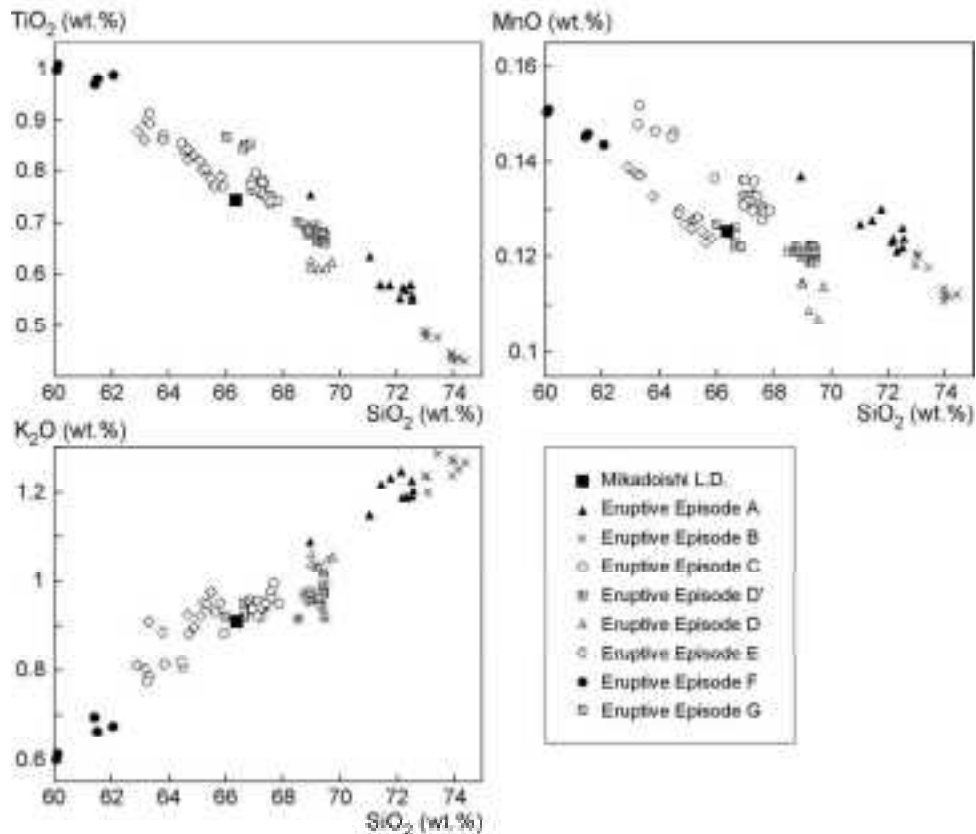 TiO2 (wt.%)
1
0.9
0.8
0.7
0.6
0.5
60 62 64 66 68 70 72 74
SiO2 (wt.%)
MnO (wt.%)
0.16
0.14
0.12
0.1
60 62 64 66 68 70 72 74
SiO2 (wt.%)
K2O (wt.%)
1.2
1
0.8
0.6
60 62 64 66 68 70 72 74
SiO2 (wt.%)
Mikadoishi L.D.
Eruptive Episode A
Eruptive Episode B
Eruptive Episode C
Eruptive Episode D'
Eruptive Episode D
Eruptive Episode E
Eruptive Episode F
Eruptive Episode G